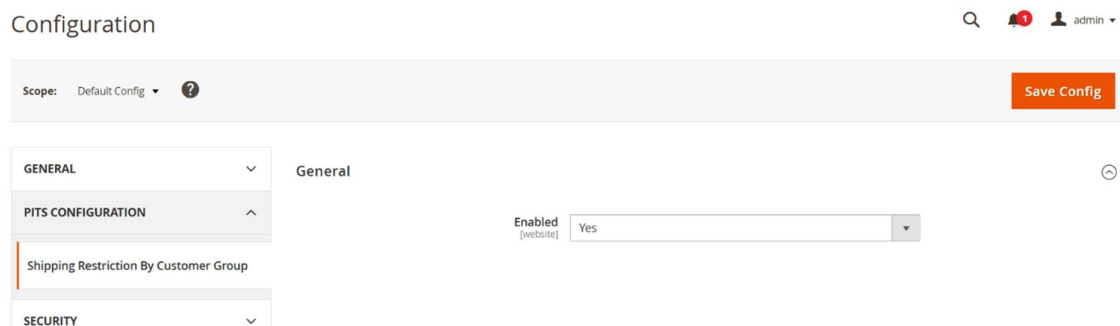 Configuration
1
admin
Scope: Default Config ?
Save Config
GENERAL
General
PITS CONFIGURATION
Enabled
[website]
Yes
Shipping Restriction By Customer Group
SECURITY